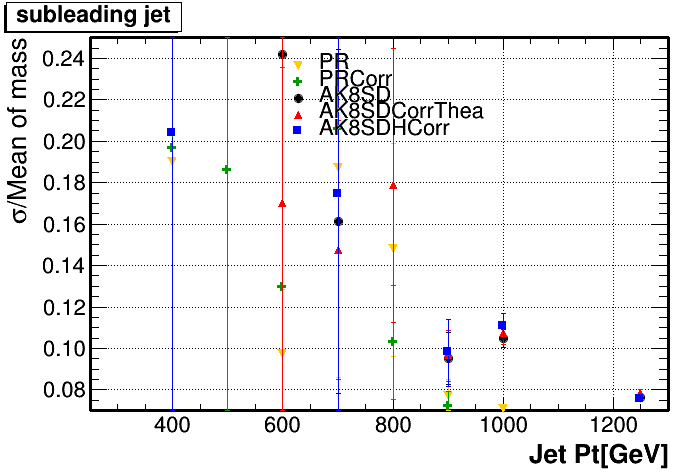 subleading jet
σ/Mean of mass
0.24
0.22
0.20
0.18
0.16
0.14
0.12
0.10
0.08
PR
PRCorr
AK8SD
AK8SDCorrThea
AK8SDHCorr
400 600 800 1000 1200
Jet Pt[GeV]